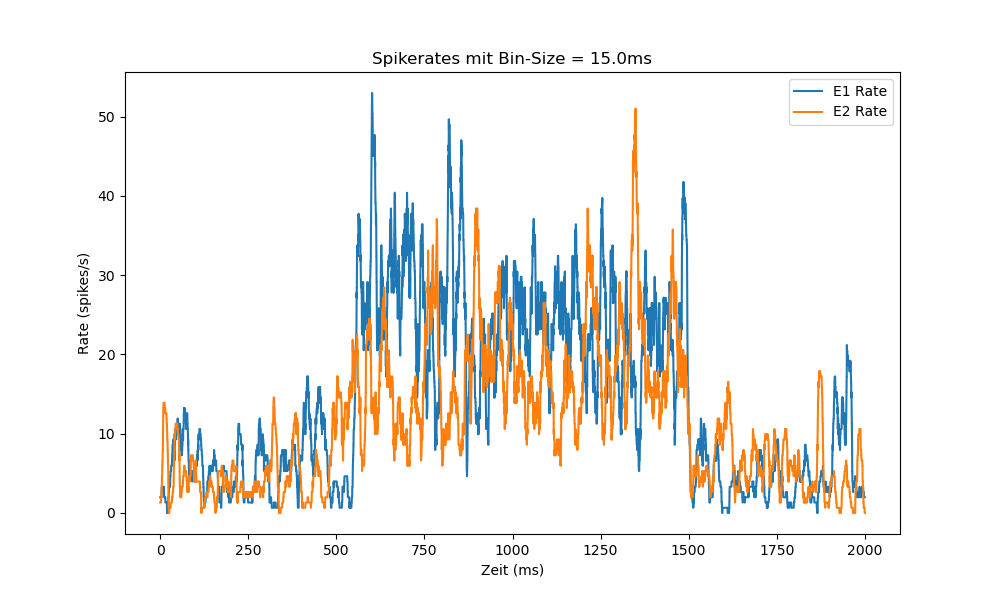 Spikerates mit Bin-Size = 15.0ms
E1 Rate
E2 Rate
50
40
30
20
10
0
Rate (spikes/s)
0 250 500 750 1000 1250 1500 1750 2000
Zeit (ms)